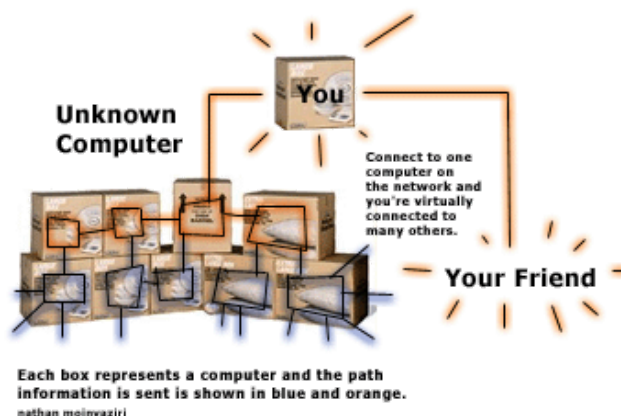 You
Unknown
Computer
Connect to one
computer on
the network and
you're virtually
connected to
many others.
Your Friend
Each box represents a computer and the path
information is sent is shown in blue and orange.
nathan moinvaziri